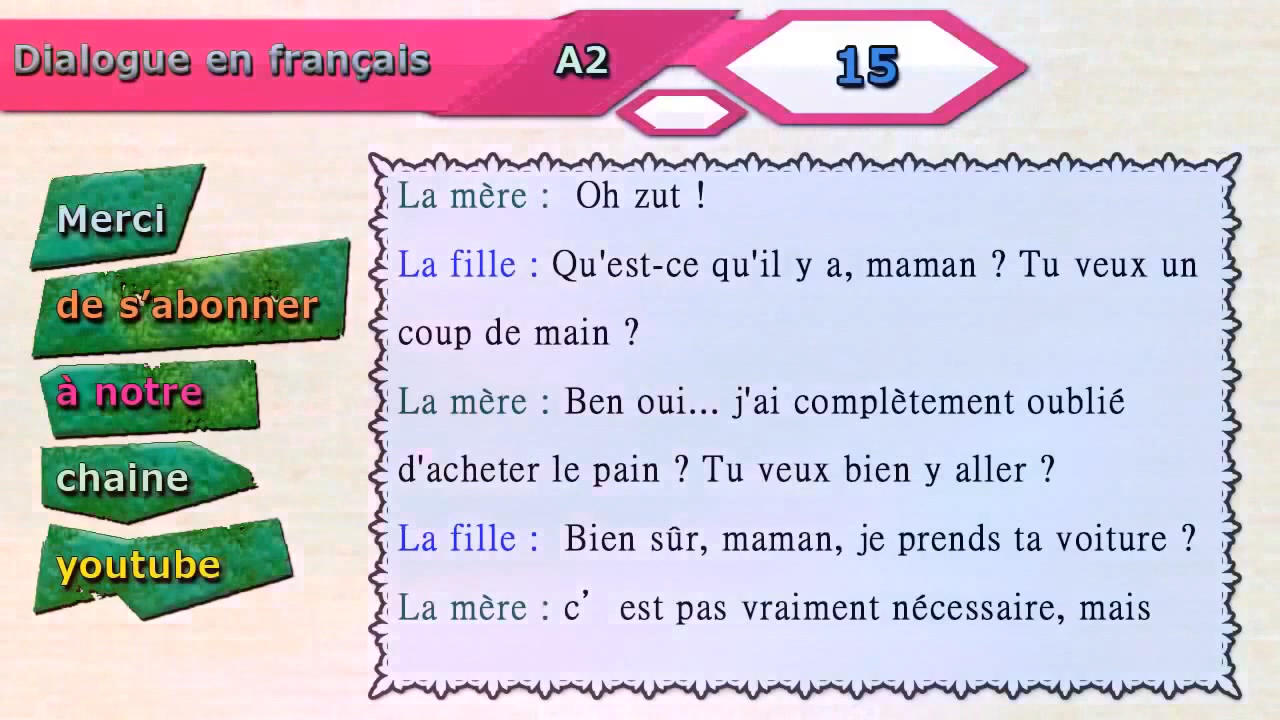 Dialogue en français A2 15
Merci
de s’abonner
à notre
chaine
youtube
La mère : Oh zut !
La fille : Qu'est-ce qu'il y a, maman ? Tu veux un
coup de main ?
La mère : Ben oui... j'ai complètement oublié
d'acheter le pain ? Tu veux bien y aller ?
La fille : Bien sûr, maman, je prends ta voiture ?
La mère : c’ est pas vraiment nécessaire, mais